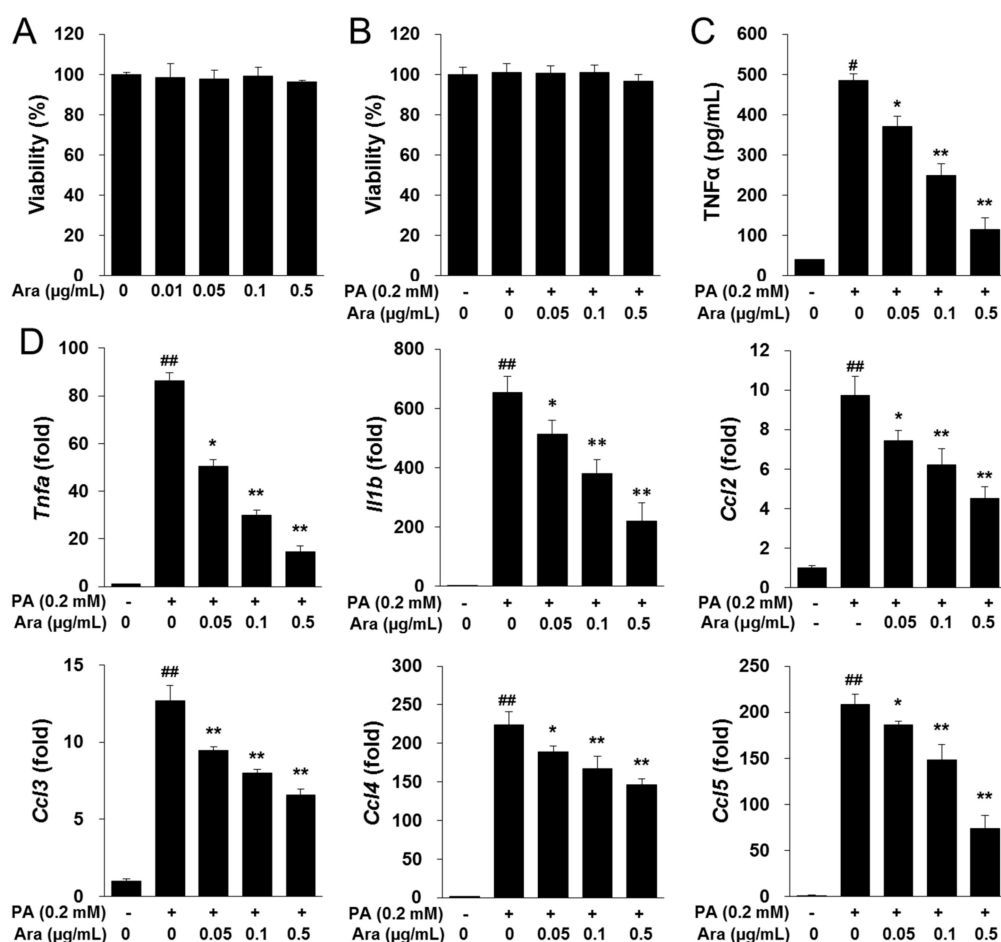 A
Viability (%)
120
100
80
60
40
20
0
Ara (μg/mL) 0 0.01 0.05 0.1 0.5
B
Viability (%)
120
100
80
60
40
20
0
PA (0.2 mM) - + + + +
Ara (μg/mL) 0 0 0.05 0.1 0.5
C
TNFα (pg/mL)
600
500
400
300
200
100
0
# * ** **
PA (0.2 mM) - + + + +
Ara (μg/mL) 0 0 0.05 0.1 0.5
D
Tnfa (fold)
100
80
60
40
20
0
## * ** **
PA (0.2 mM) - + + + +
Ara (μg/mL) 0 0 0.05 0.1 0.5
Il1b (fold)
800
600
400
200
0
## * ** **
PA (0.2 mM) - + + + +
Ara (μg/mL) 0 0 0.05 0.1 0.5
Ccl2 (fold)
12
10
8
6
4
2
0
## * ** **
PA (0.2 mM) - + + + +
Ara (μg/mL) - - 0.05 0.1 0.5
Ccl3 (fold)
15
10
5
0
## ** ** **
PA (0.2 mM) - + + + +
Ara (μg/mL) 0 0 0.05 0.1 0.5
Ccl4 (fold)
300
250
200
150
100
50
0
## * ** **
PA (0.2 mM) - + + + +
Ara (μg/mL) 0 0 0.05 0.1 0.5
Ccl5 (fold)
250
200
150
100
50
0
## * ** **
PA (0.2 mM) - + + + +
Ara (μg/mL) 0 0 0.05 0.1 0.5